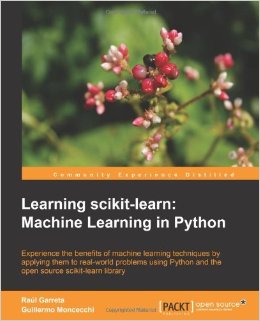 Community Experience Distilled
Learning scikit-learn:
Machine Learning in Python
Experience the benefits of machine learning techniques by
applying them to real-world problems using Python and the
open source scikit-learn library
Raúl Garreta
Guillermo Moncecchi
PACKT
PUBLISHING
open source